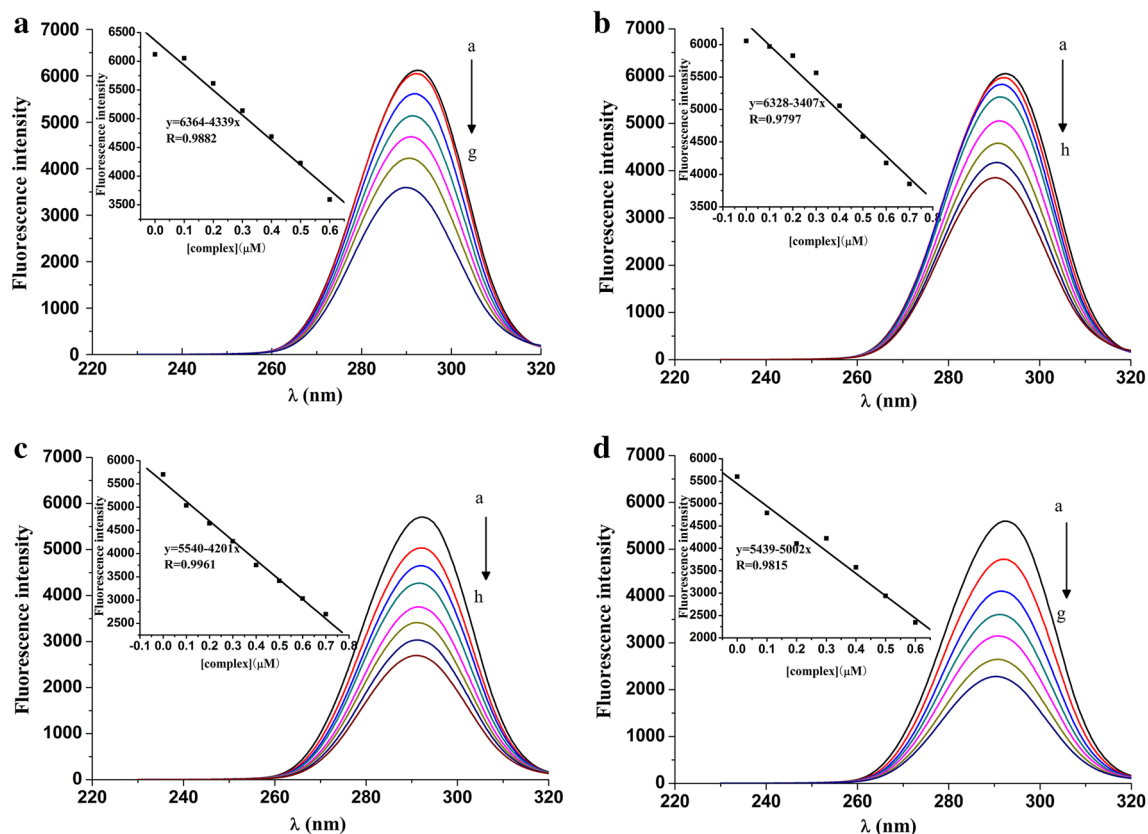 a
7000
6000
5000
4000
3000
2000
1000
0
Fluorescence intensity
220 240 260 280 300 320
λ (nm)
a
g
6500
6000
5500
5000
4500
4000
3500
Fluorescence intensity
y=6364-4339x
R=0.9882
0.0 0.1 0.2 0.3 0.4 0.5 0.6
[complex](μM)
b
7000
6000
5000
4000
3000
2000
1000
0
Fluorescence intensity
220 240 260 280 300 320
λ (nm)
a
h
6000
5500
5000
4500
4000
3500
Fluorescence intensity
y=6328-3407x
R=0.9797
-0.1 0.0 0.1 0.2 0.3 0.4 0.5 0.6 0.7 0.8
[complex](μM)
c
7000
6000
5000
4000
3000
2000
1000
0
Fluorescence intensity
220 240 260 280 300 320
λ (nm)
a
h
6000
5500
5000
4500
4000
3500
3000
2500
Fluorescence intensity
y=5540-4201x
R=0.9961
-0.1 0.0 0.1 0.2 0.3 0.4 0.5 0.6 0.7 0.8
[complex](μM)
d
7000
6000
5000
4000
3000
2000
1000
0
Fluorescence intensity
220 240 260 280 300 320
λ (nm)
a
g
6000
5500
5000
4500
4000
3500
3000
2500
2000
Fluorescence intensity
y=5439-5002x
R=0.9815
0.0 0.1 0.2 0.3 0.4 0.5 0.6
[complex](μM)